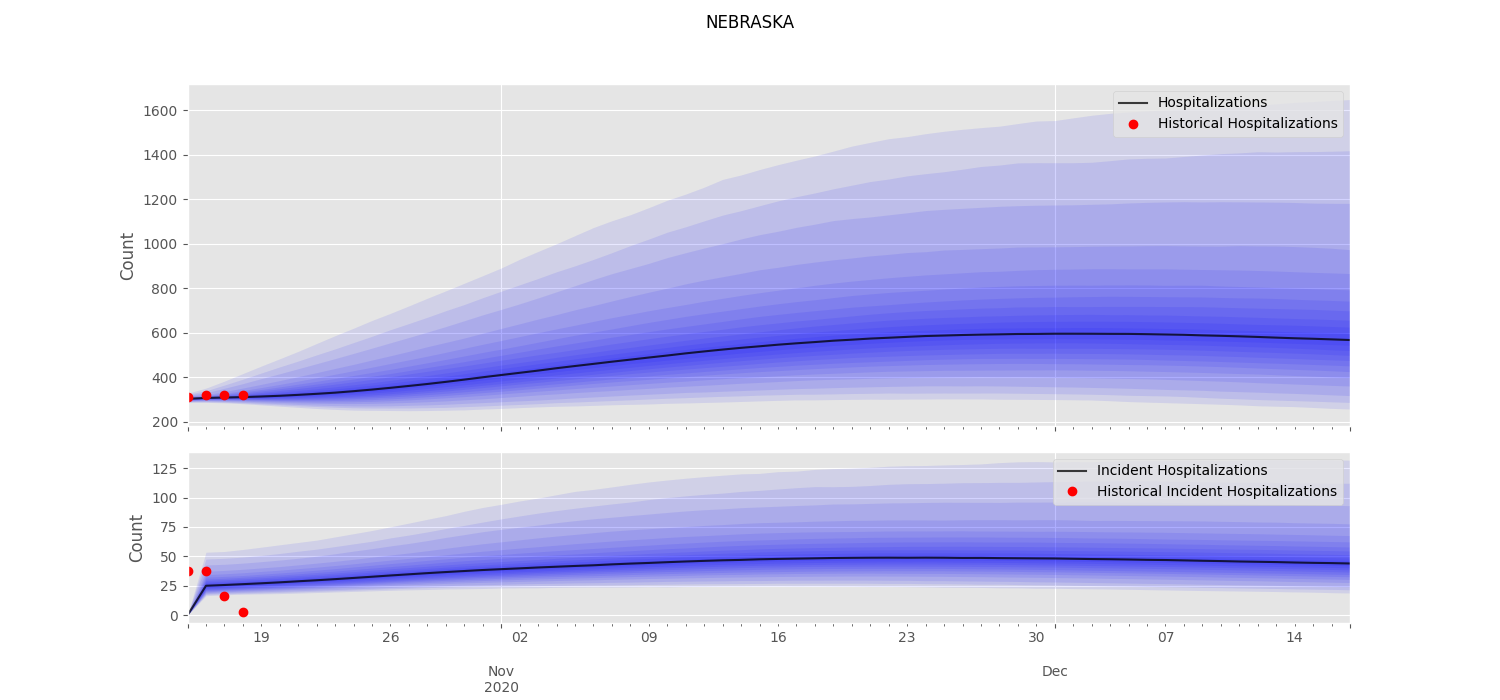 NEBRASKA
1600
1400
1200
1000
800
600
400
200
Count
Hospitalizations
Historical Hospitalizations
125
100
75
50
25
0
Count
Incident Hospitalizations
Historical Incident Hospitalizations
19 26 02 09 16 23 30 07 14
Nov Dec
2020